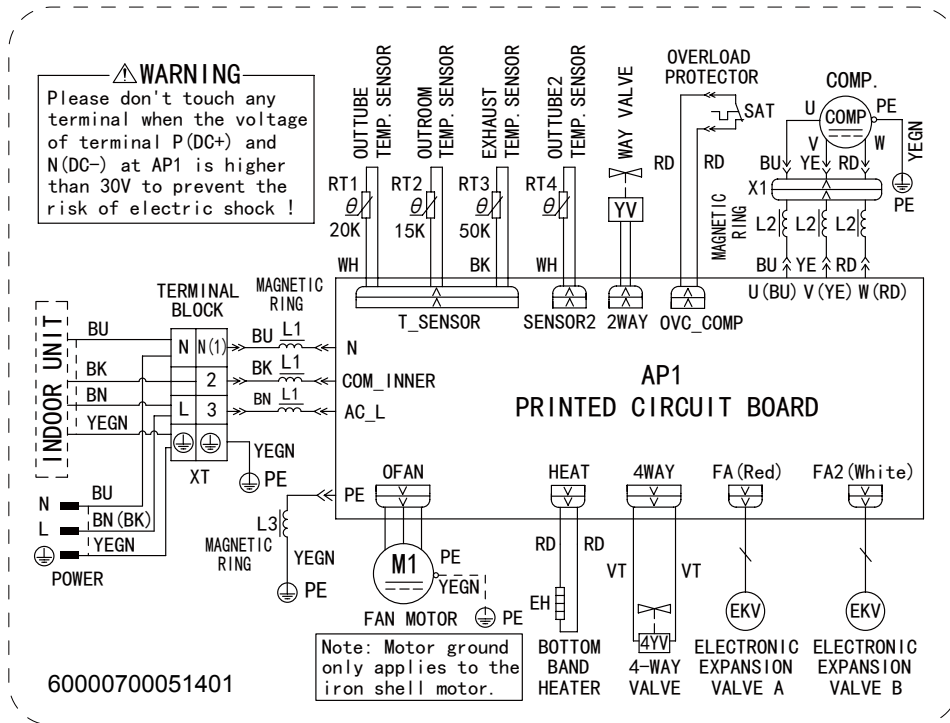 WARNING
Please don't touch any
terminal when the voltage
of terminal P(DC+) and
N(DC-) at AP1 is higher
than 30V to prevent the
risk of electric shock !
OUTTUBE
TEMP. SENSOR
OUTROOM
TEMP. SENSOR
EXHAUST
TEMP. SENSOR
OUTTUBE2
TEMP. SENSOR
WAY VALVE
OVERLOAD
PROTECTOR
SAT
COMP.
U
COMP
PE
V
W
YEGN
PE
RT1
θ
20K
RT2
θ
15K
RT3
θ
50K
RT4
θ
YV
RD
RD
BU
YE
RD
X1
MAGNETIC
RING
L2
L2
L2
WH
BK
WH
BU
YE
RD
U(BU)
V(YE)
W(RD)
T_SENSOR
SENSOR2
2WAY
OVC_COMP
TERMINAL
BLOCK
MAGNETIC
RING
INDOOR UNIT
BU
N
N(1)
BU
L1
N
BK
2
BK
L1
COM_INNER
BN
L
3
BN
L1
AC_L
YEGN
XT
YEGN
PE
AP1
PRINTED CIRCUIT BOARD
N
BU
L
BN(BK)
YEGN
POWER
PE
L3
MAGNETIC
RING
YEGN
PE
OFAN
HEAT
4WAY
FA(Red)
FA2(White)
M1
PE
YEGN
PE
FAN MOTOR
RD
RD
EH
BOTTOM
BAND
HEATER
VT
VT
4YV
4-WAY
VALVE
EKV
ELECTRONIC
EXPANSION
VALVE A
EKV
ELECTRONIC
EXPANSION
VALVE B
Note: Motor ground
only applies to the
iron shell motor.
60000700051401